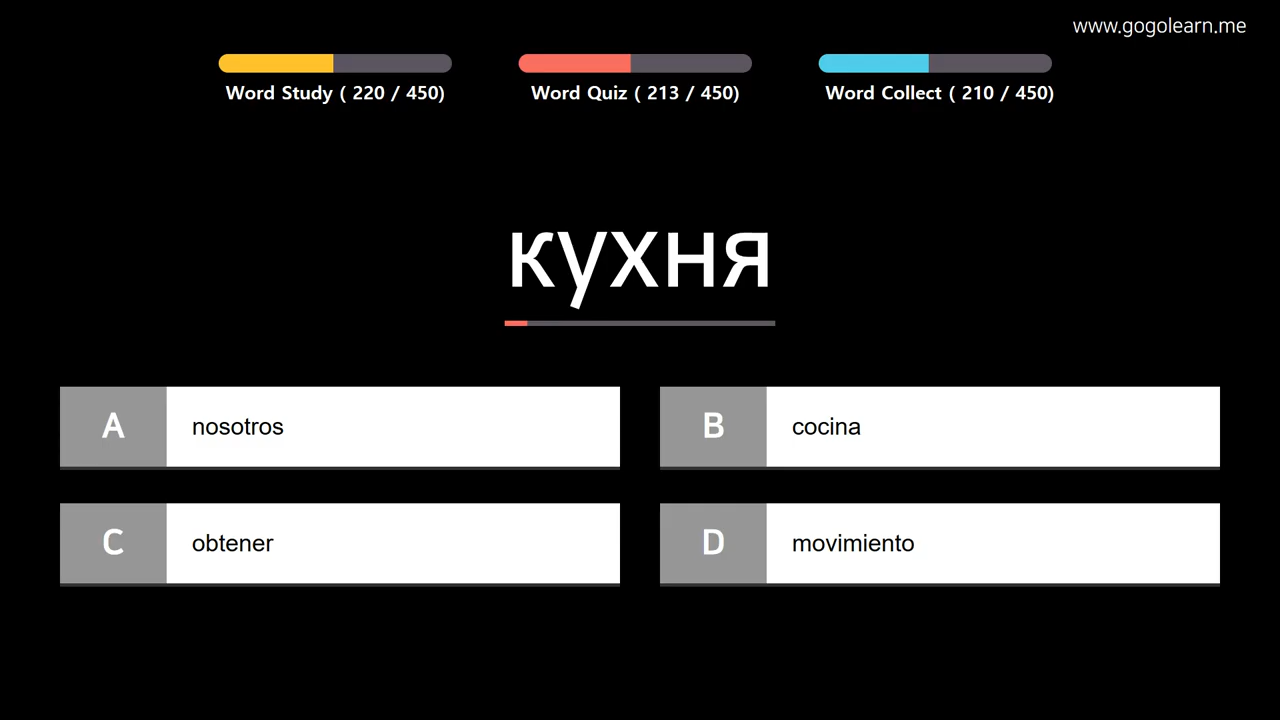 www.gogolearn.me
Word Study ( 220 / 450)
Word Quiz ( 213 / 450)
Word Collect ( 210 / 450)
кухня
A nosotros
B cocina
C obtener
D movimiento